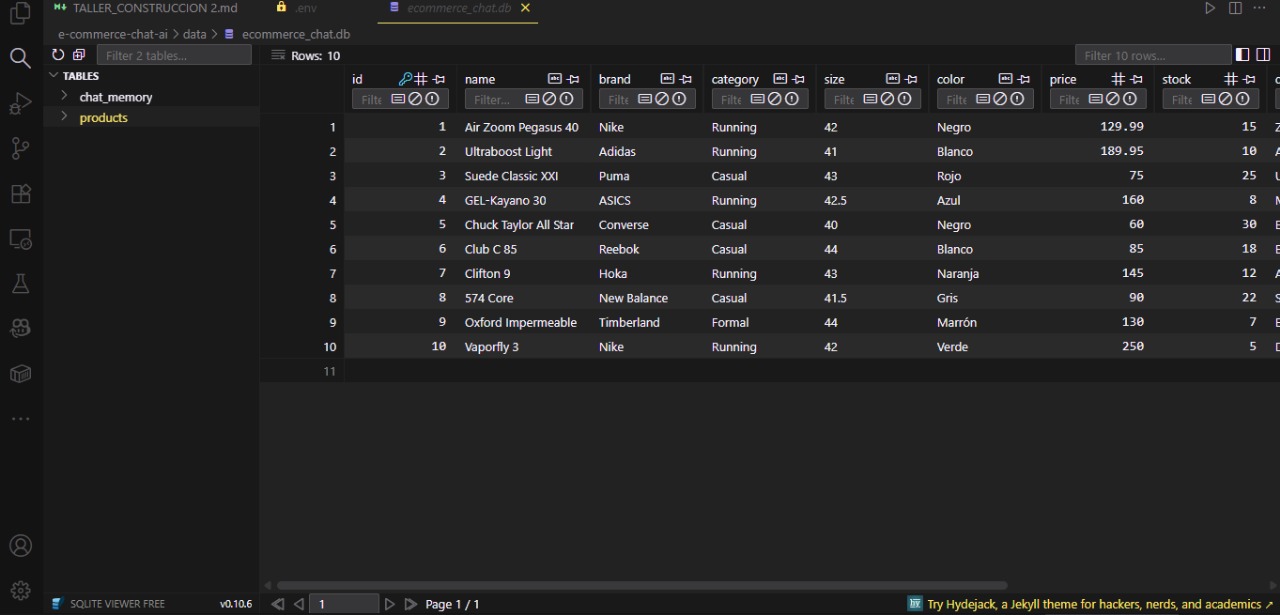 TALLER_CONSTRUCCION 2.md .env ecommerce_chat.db
e-commerce-chat-ai > data > ecommerce_chat.db
Filter 2 tables... Rows: 10 Filter 10 rows...
TABLES
chat_memory
products
id name brand category size color price stock
Filte Filter... Filte Filte Filte Filte Filte Filte
1 1 Air Zoom Pegasus 40 Nike Running 42 Negro 129.99 15
2 2 Ultraboost Light Adidas Running 41 Blanco 189.95 10
3 3 Suede Classic XXI Puma Casual 43 Rojo 75 25
4 4 GEL-Kayano 30 ASICS Running 42.5 Azul 160 8
5 5 Chuck Taylor All Star Converse Casual 40 Negro 60 30
6 6 Club C 85 Reebok Casual 44 Blanco 85 18
7 7 Clifton 9 Hoka Running 43 Naranja 145 12
8 8 574 Core New Balance Casual 41.5 Gris 90 22
9 9 Oxford Impermeable Timberland Formal 44 Marrón 130 7
10 10 Vaporfly 3 Nike Running 42 Verde 250 5
11
SQLITE VIEWER FREE v0.10.6 1 Page 1 / 1 Try Hydejack, a Jekyll theme for hackers, nerds, and academics ↗